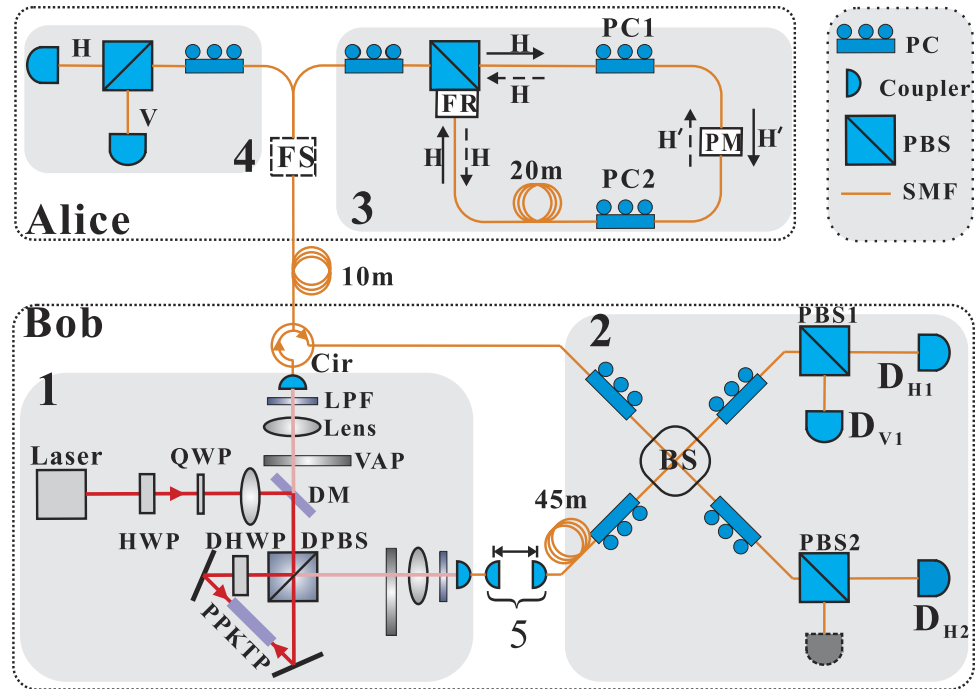 H
PC1
PC
H
V
FR
H
H
H′
PM
H′
Coupler
4
FS
20m
PC2
PBS
3
SMF
Alice
10m
Bob
Cir
2
PBS1
1
LPF
Lens
D H1
D V1
Laser
QWP
VAP
BS
DM
45m
HWP
DHWP
DPBS
PBS2
PPKTP
5
D H2